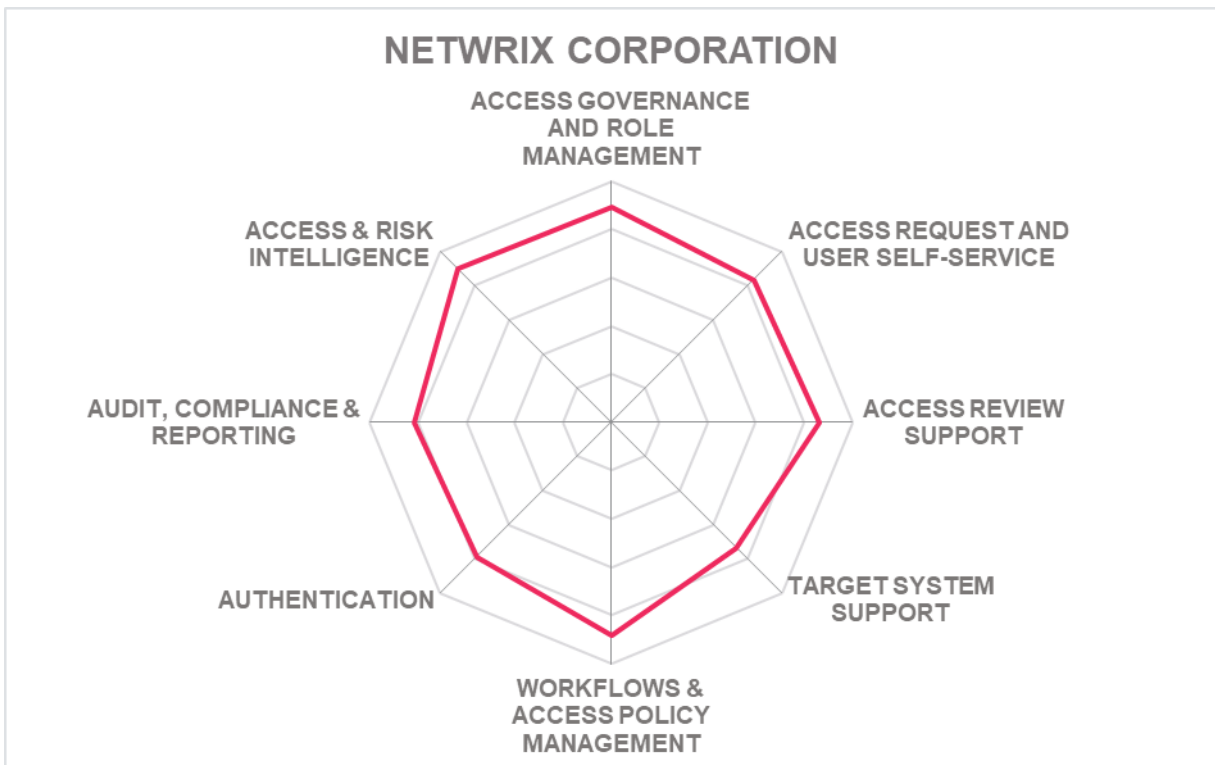 NETWRIX CORPORATION
ACCESS GOVERNANCE
AND ROLE
MANAGEMENT
ACCESS REQUEST AND
USER SELF-SERVICE
ACCESS REVIEW
SUPPORT
TARGET SYSTEM
SUPPORT
WORKFLOWS &
ACCESS POLICY
MANAGEMENT
AUTHENTICATION
AUDIT, COMPLIANCE &
REPORTING
ACCESS & RISK
INTELLIGENCE